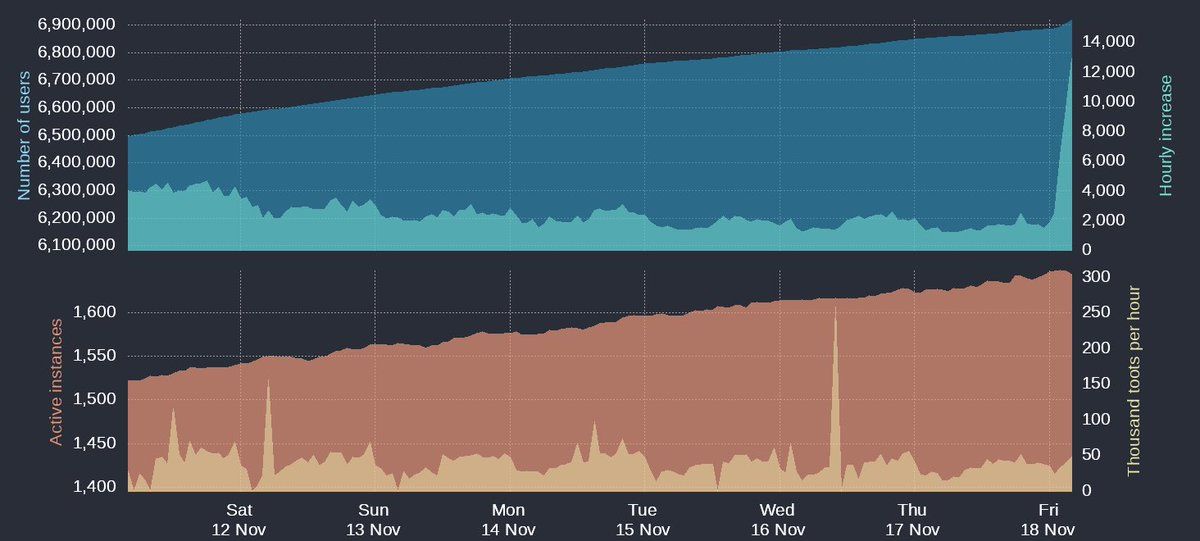 6,900,000
6,800,000
6,700,000
6,600,000
6,500,000
6,400,000
6,300,000
6,200,000
6,100,000
Number of users
14,000
12,000
10,000
8,000
6,000
4,000
2,000
0
Hourly increase
1,600
1,550
1,500
1,450
1,400
Active instances
300
250
200
150
100
50
0
Thousand toots per hour
Sat
12 Nov
Sun
13 Nov
Mon
14 Nov
Tue
15 Nov
Wed
16 Nov
Thu
17 Nov
Fri
18 Nov